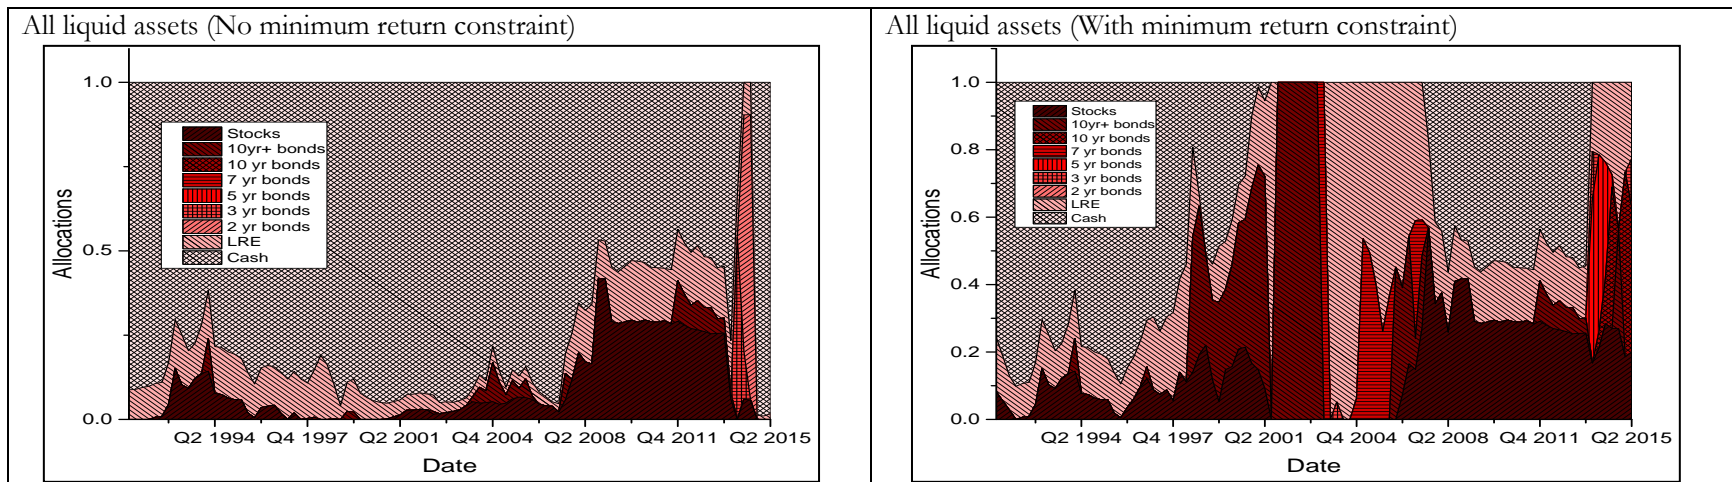 All liquid assets (No minimum return constraint)
1.0
0.5
0.0
Allocations
Stocks
10yr+ bonds
10 yr bonds
7 yr bonds
5 yr bonds
3 yr bonds
2 yr bonds
LRE
Cash
Q2 1994 Q4 1997 Q2 2001 Q4 2004 Q2 2008 Q4 2011 Q2 2015
Date
All liquid assets (With minimum return constraint)
1.0
0.8
0.6
0.4
0.2
0.0
Allocations
Stocks
10yr+ bonds
10 yr bonds
7 yr bonds
5 yr bonds
3 yr bonds
2 yr bonds
LRE
Cash
Q2 1994 Q4 1997 Q2 2001 Q4 2004 Q2 2008 Q4 2011 Q2 2015
Date